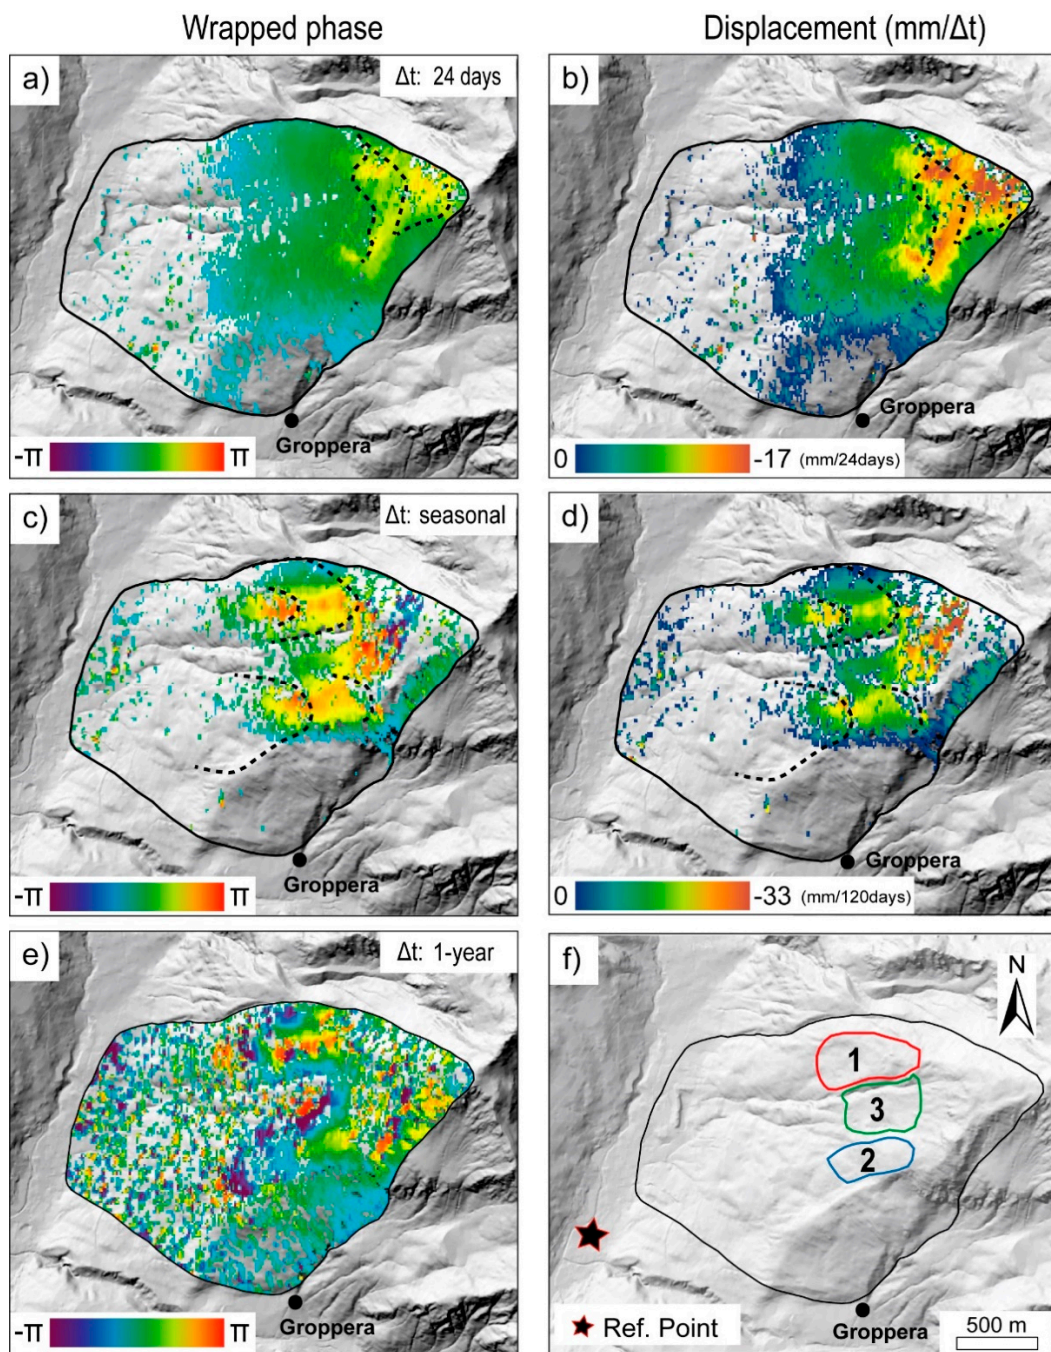 Wrapped phase
Displacement (mm/Δt)
a)
Δt: 24 days
Groppera
-π
π
b)
Groppera
0
-17 (mm/24days)
c)
Δt: seasonal
Groppera
-π
π
d)
Groppera
0
-33 (mm/120days)
e)
Δt: 1-year
Groppera
-π
π
f)
N
1
3
2
Ref. Point
Groppera
500 m